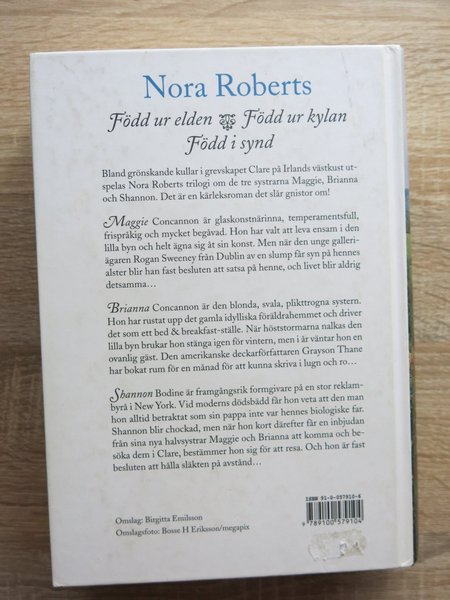 Nora Roberts
Född ur elden Född ur kylan
Född i synd
Bland grönskande kullar i grevskapet Clare på Irlands västkust ut-
spelas Nora Roberts trilogi om de tre systrarna Maggie, Brianna
och Shannon. Det är en kärleksroman det slår gnistor om!
Maggie Concannon är glaskonstnärinna, temperamentsfull,
frispråkig och mycket begåvad. Hon har valt att leva ensam i den
lilla byn och helt ägna sig åt sin konst. Men när den unge galleri-
ägaren Rogan Sweeney från Dublin av en slump får syn på hennes
alster blir han fast besluten att satsa på henne, och livet blir aldrig
detsamma…
Brianna Concannon är den blonda, svala, plikttrogna systern.
Hon har rustat upp det gamla idylliska föräldrahemmet och driver
det som ett bed & breakfast-ställe. När höststormarna nalkas den
lilla byn brukar hon stänga igen för vintern, men i år väntar hon en
ovanlig gäst. Den amerikanske deckarförfattaren Grayson Thane
har bokat rum för en månad för att kunna skriva i lugn och ro…
Shannon Bodine är framgångsrik formgivare på en stor reklam-
byrå i New York. Vid moderns dödsbädd får hon veta att den man
hon alltid betraktat som sin pappa inte var hennes biologiske far.
Shannon blir chockad, men när hon kort därefter får en inbjudan
från sina nya halvsystrar Maggie och Brianna att komma och be-
söka dem i Clare, bestämmer hon sig för att resa. Och hon är fast
besluten att hålla släkten på avstånd…
ISBN 91-0-057910-6
9 789100 579104
Omslag: Birgitta Emilsson
Omslagsfoto: Bosse H Eriksson/megapix